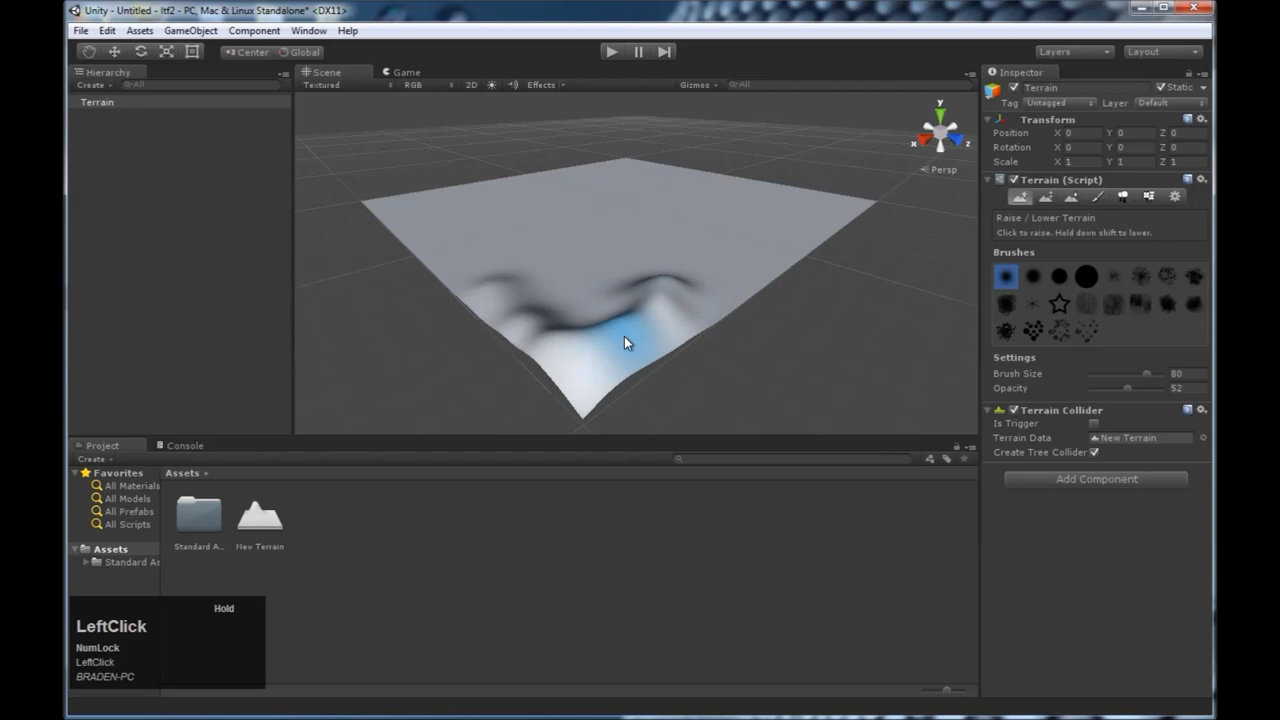 Unity - Untitled - Itf2 - PC, Mac & Linux Standalone* <DX11>
File Edit Assets GameObject Component Window Help
Center Global Layers Layout
Hierarchy
Create All
Terrain
Scene Game
Textured RGB 2D Effects Gizmos All
y
x
z
Persp
Inspector
Terrain Static
Tag Untagged Layer Default
Transform
Position X 0 Y 0 Z 0
Rotation X 0 Y 0 Z 0
Scale X 1 Y 1 Z 1
Terrain (Script)
Raise / Lower Terrain
Click to raise. Hold down shift to lower.
Brushes
Settings
Brush Size 80
Opacity 52
Terrain Collider
Is Trigger
Terrain Data New Terrain
Create Tree Collider
Add Component
Project Console
Create
Favorites
All Materials
All Models
All Prefabs
All Scripts
Assets
Standard As
Assets
Standard A...
New Terrain
Hold
LeftClick
NumLock
LeftClick
BRADEN-PC